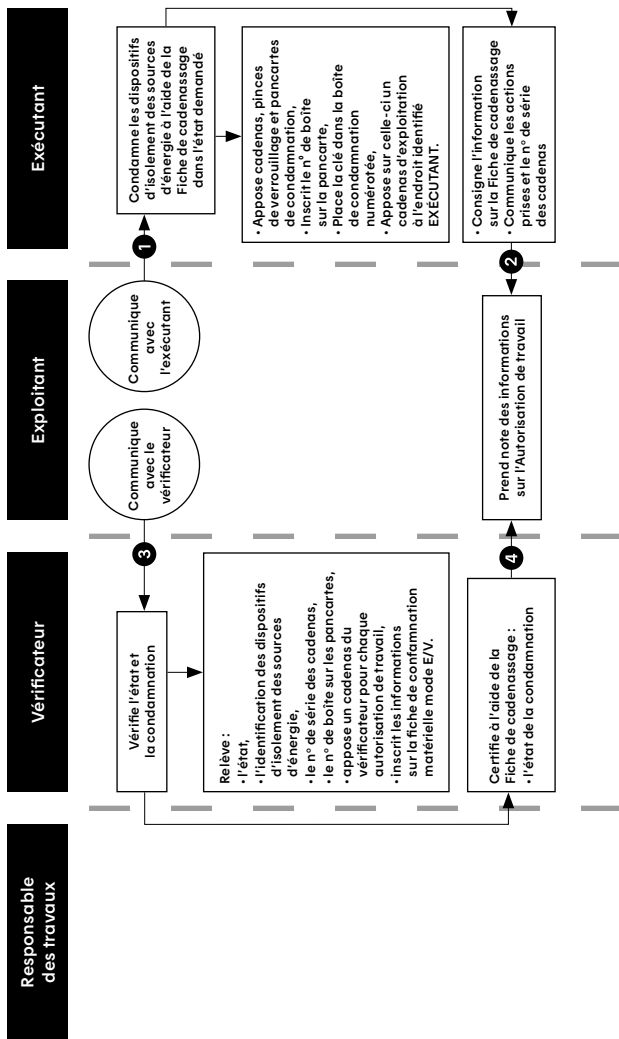 Responsable
des travaux
Vérificateur
Exploitant
Exécutant
Vérifie l'état et
la condamnation
3
Communique
avec le
vérificateur
Communique
avec
l'exécutant
1
Condamne les dispositifs
d'isolement des sources
d'énergie à l'aide de la
Fiche de cadenassage
dans l'état demandé
Relève :
• l'état,
• l'identification des dispositifs
d'isolement des sources
d'énergie,
• le n° de série des cadenas,
• le n° de boîte sur les pancartes,
• appose un cadenas du
vérificateur pour chaque
autorisation de travail,
• inscrit les informations
sur la fiche de confamnation
matérielle mode E/V.
• Appose cadenas, pinces
de verrouillage et pancartes
de condamnation,
• Inscrit le n° de boîte
sur la pancarte,
• Place la clé dans la boîte
de condamnation
numérotée,
• Appose sur celle-ci un
cadenas d'exploitation
à l'endroit identifié
EXÉCUTANT.
Certifie à l'aide de la
Fiche de cadenassage :
• l'état de la condamnation
4
Prend note des informations
sur l'Autorisation de travail
2
• Consigne l'information
sur la Fiche de cadenassage
• Communique les actions
prises et le n° de série
des cadenas